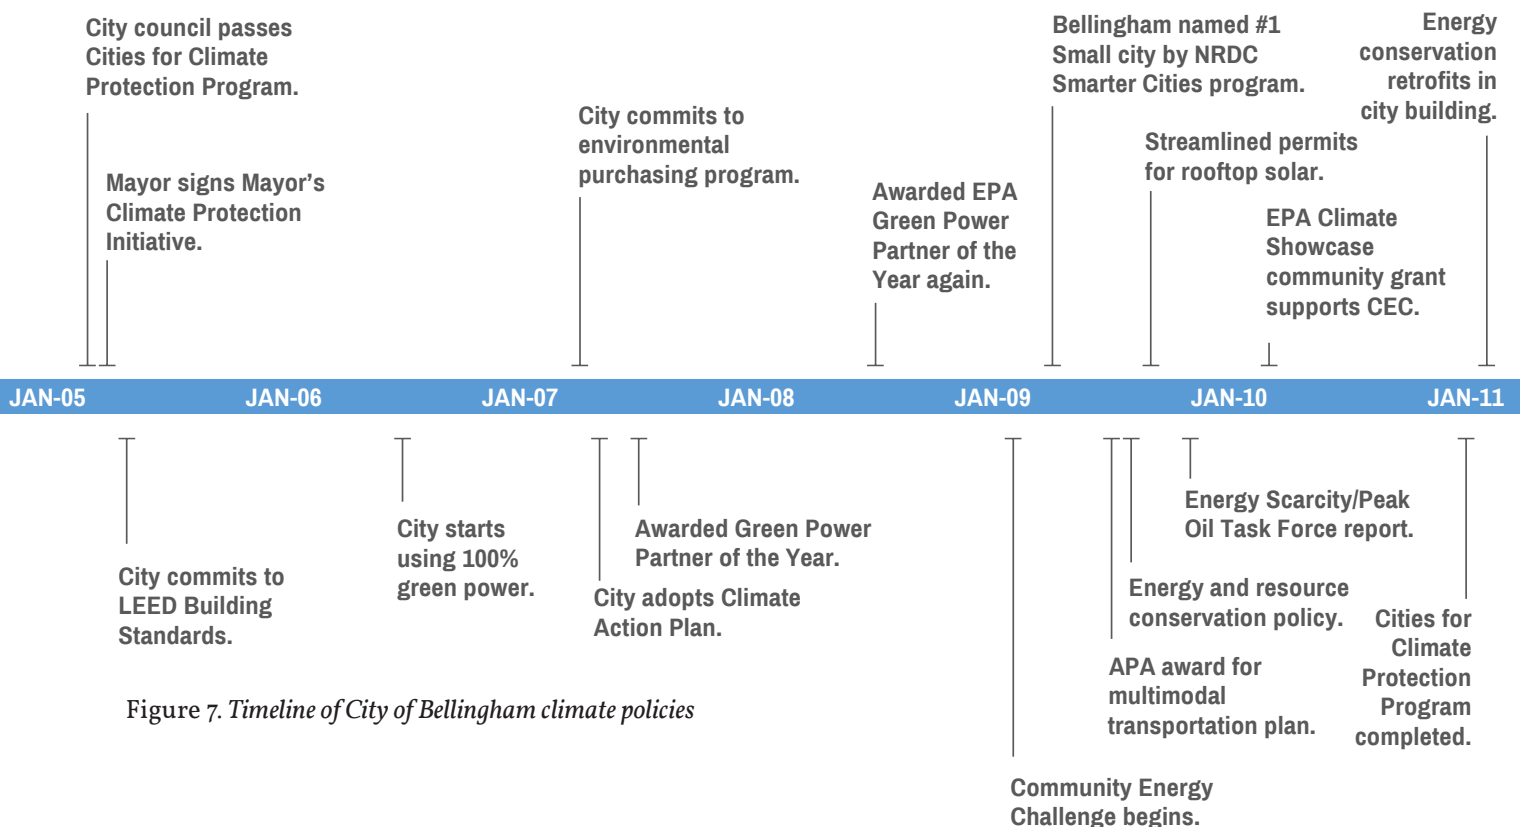 City council passes
Cities for Climate
Protection Program.
Mayor signs Mayor’s
Climate Protection
Initiative.
City commits to
environmental
purchasing program.
Awarded EPA
Green Power
Partner of the
Year again.
Bellingham named #1
Small city by NRDC
Smarter Cities program.
Streamlined permits
for rooftop solar.
EPA Climate
Showcase
community grant
supports CEC.
Energy
conservation
retrofits in
city building.
JAN-05 JAN-06 JAN-07 JAN-08 JAN-09 JAN-10 JAN-11
City commits to
LEED Building
Standards.
City starts
using 100%
green power.
Awarded Green Power
Partner of the Year.
City adopts Climate
Action Plan.
Energy Scarcity/Peak
Oil Task Force report.
Energy and resource
conservation policy.
APA award for
multimodal
transportation plan.
Cities for
Climate
Protection
Program
completed.
Community Energy
Challenge begins.
Figure 7. Timeline of City of Bellingham climate policies